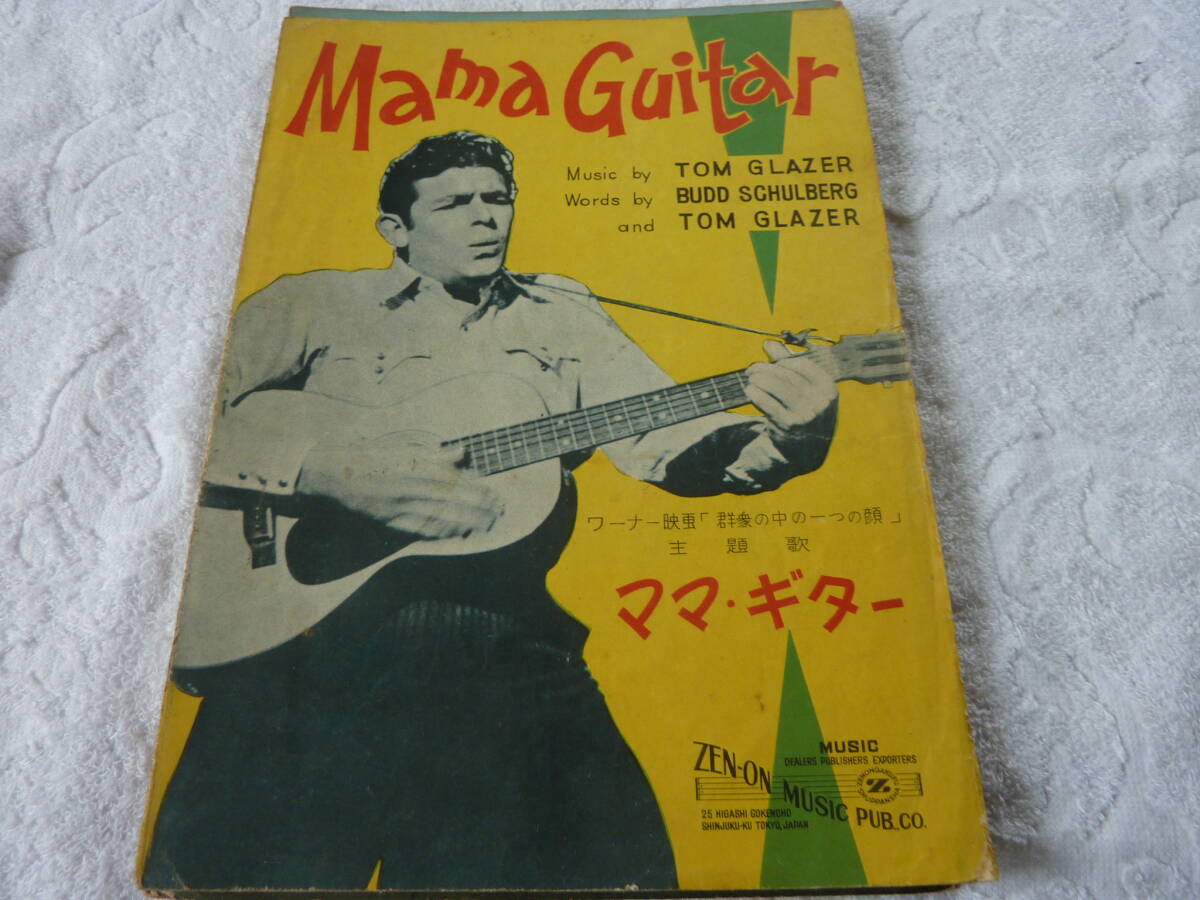 Mama Guitar
Music by TOM GLAZER
Words by BUDD SCHULBERG
and TOM GLAZER
ワーナー映画「群衆の中の一つの顔」
主題歌
ママ・ギター
MUSIC
DEALERS PUBLISHERS EXPORTERS
ZEN-ON MUSIC PUB., CO.
25 HIGASHI GOKENCHO
SHINJUKU-KU TOKYO, JAPAN